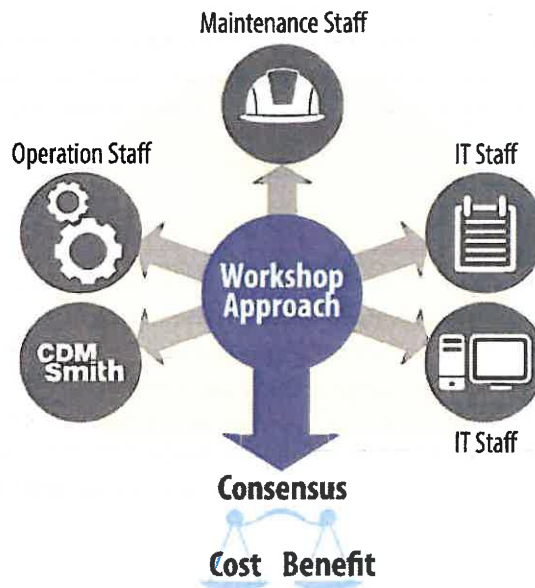 Maintenance Staff
Operation Staff
IT Staff
Workshop
Approach
CDM
Smith
IT Staff
Consensus
Cost Benefit